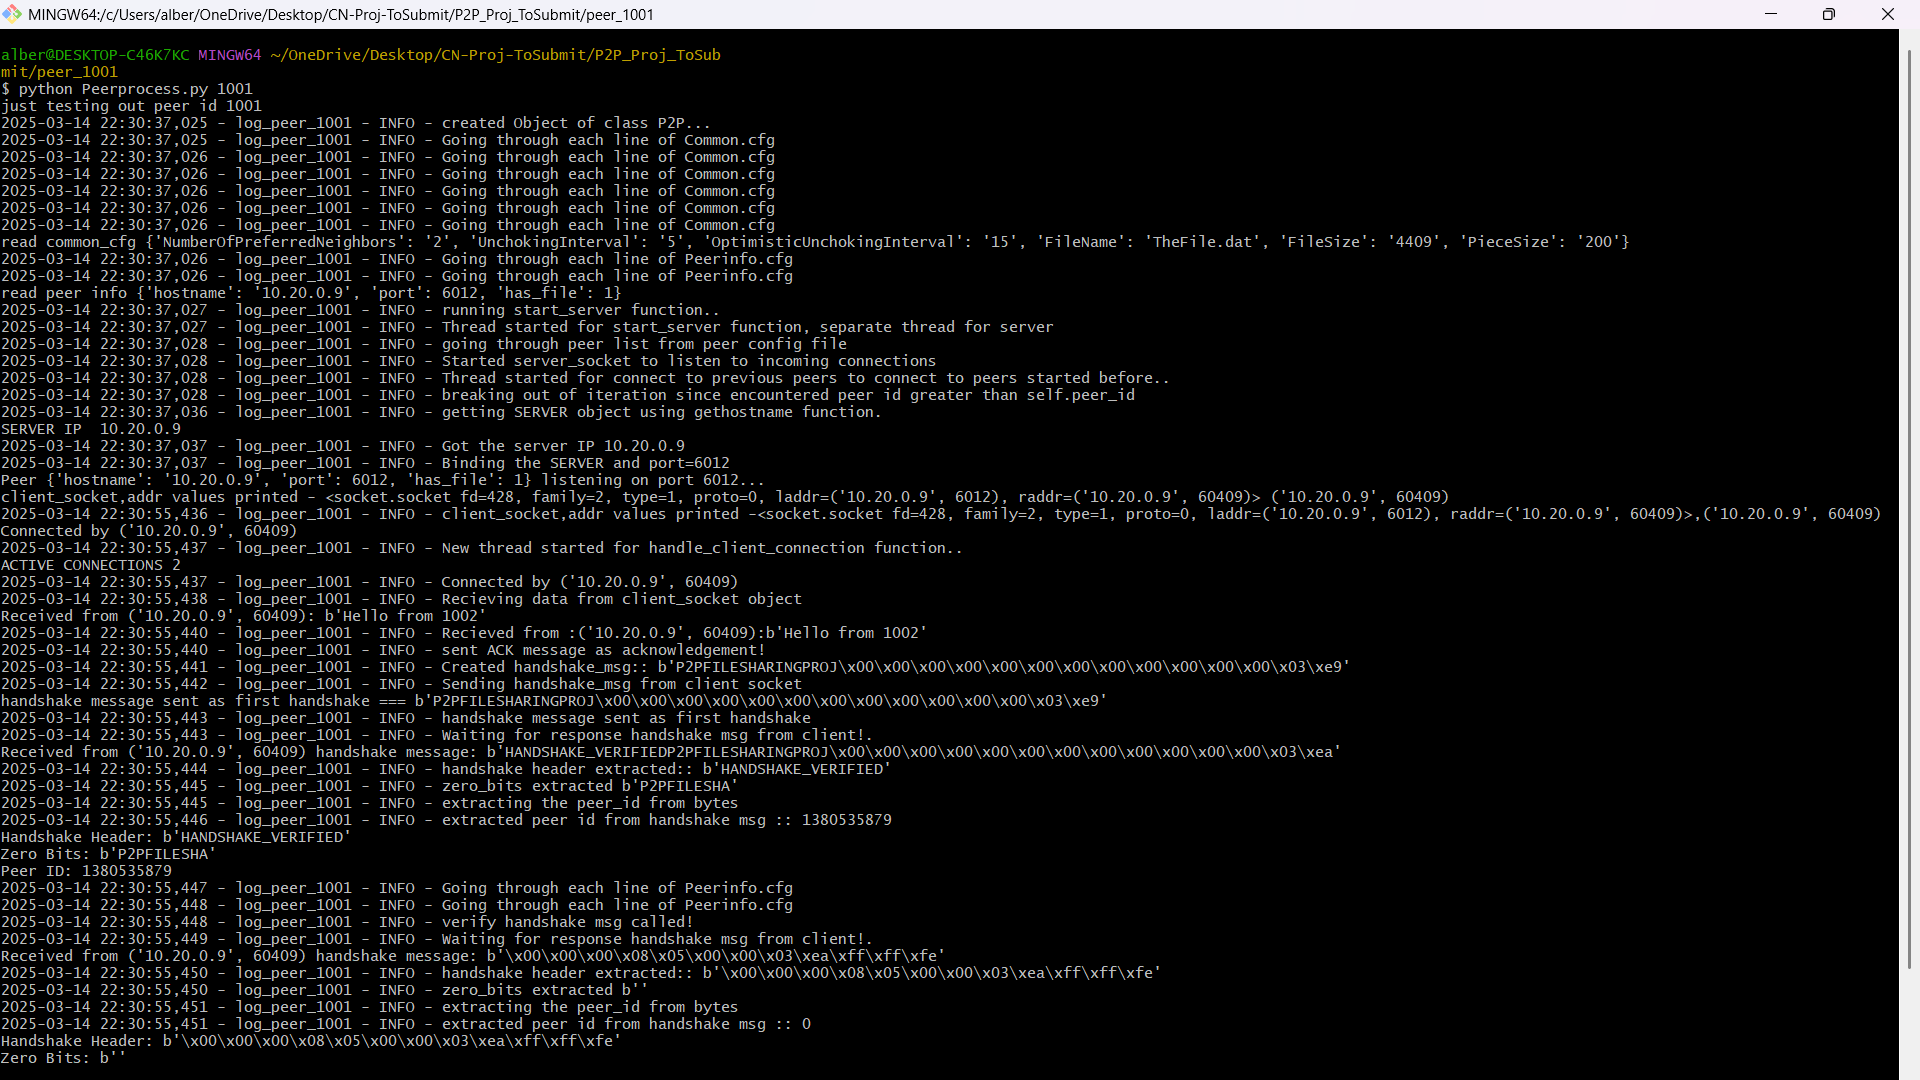 MINGW64:/c/Users/alber/OneDrive/Desktop/CN-Proj-ToSubmit/P2P_Proj_ToSubmit/peer_1001
alber@DESKTOP-C46K7KC MINGW64 ~/OneDrive/Desktop/CN-Proj-ToSubmit/P2P_Proj_ToSub
mit/peer_1001
$ python Peerprocess.py 1001
just testing out peer id 1001
2025-03-14 22:30:37,025 - log_peer_1001 - INFO - created Object of class P2P...
2025-03-14 22:30:37,025 - log_peer_1001 - INFO - Going through each line of Common.cfg
2025-03-14 22:30:37,026 - log_peer_1001 - INFO - Going through each line of Common.cfg
2025-03-14 22:30:37,026 - log_peer_1001 - INFO - Going through each line of Common.cfg
2025-03-14 22:30:37,026 - log_peer_1001 - INFO - Going through each line of Common.cfg
2025-03-14 22:30:37,026 - log_peer_1001 - INFO - Going through each line of Common.cfg
2025-03-14 22:30:37,026 - log_peer_1001 - INFO - Going through each line of Common.cfg
read common_cfg {'NumberOfPreferredNeighbors': '2', 'UnchokingInterval': '5', 'OptimisticUnchokingInterval': '15', 'FileName': 'TheFile.dat', 'FileSize': '4409', 'PieceSize': '200'}
2025-03-14 22:30:37,026 - log_peer_1001 - INFO - Going through each line of Peerinfo.cfg
2025-03-14 22:30:37,026 - log_peer_1001 - INFO - Going through each line of Peerinfo.cfg
read peer info {'hostname': '10.20.0.9', 'port': 6012, 'has_file': 1}
2025-03-14 22:30:37,027 - log_peer_1001 - INFO - running start_server function..
2025-03-14 22:30:37,027 - log_peer_1001 - INFO - Thread started for start_server function, separate thread for server
2025-03-14 22:30:37,028 - log_peer_1001 - INFO - going through peer list from peer config file
2025-03-14 22:30:37,028 - log_peer_1001 - INFO - Started server_socket to listen to incoming connections
2025-03-14 22:30:37,028 - log_peer_1001 - INFO - Thread started for connect to previous peers to connect to peers started before..
2025-03-14 22:30:37,028 - log_peer_1001 - INFO - breaking out of iteration since encountered peer id greater than self.peer_id
2025-03-14 22:30:37,036 - log_peer_1001 - INFO - getting SERVER object using gethostname function.
SERVER IP  10.20.0.9
2025-03-14 22:30:37,037 - log_peer_1001 - INFO - Got the server IP 10.20.0.9
2025-03-14 22:30:37,037 - log_peer_1001 - INFO - Binding the SERVER and port=6012
Peer {'hostname': '10.20.0.9', 'port': 6012, 'has_file': 1} listening on port 6012...
client_socket,addr values printed - <socket.socket fd=428, family=2, type=1, proto=0, laddr=('10.20.0.9', 6012), raddr=('10.20.0.9', 60409)> ('10.20.0.9', 60409)
2025-03-14 22:30:55,436 - log_peer_1001 - INFO - client_socket,addr values printed -<socket.socket fd=428, family=2, type=1, proto=0, laddr=('10.20.0.9', 6012), raddr=('10.20.0.9', 60409)>,('10.20.0.9', 60409)
Connected by ('10.20.0.9', 60409)
2025-03-14 22:30:55,437 - log_peer_1001 - INFO - New thread started for handle_client_connection function..
ACTIVE CONNECTIONS 2
2025-03-14 22:30:55,437 - log_peer_1001 - INFO - Connected by ('10.20.0.9', 60409)
2025-03-14 22:30:55,438 - log_peer_1001 - INFO - Recieving data from client_socket object
Received from ('10.20.0.9', 60409): b'Hello from 1002'
2025-03-14 22:30:55,440 - log_peer_1001 - INFO - Recieved from :('10.20.0.9', 60409):b'Hello from 1002'
2025-03-14 22:30:55,440 - log_peer_1001 - INFO - sent ACK message as acknowledgement!
2025-03-14 22:30:55,441 - log_peer_1001 - INFO - Created handshake_msg:: b'P2PFILESHARINGPROJ\x00\x00\x00\x00\x00\x00\x00\x00\x00\x00\x00\x00\x03\xe9'
2025-03-14 22:30:55,442 - log_peer_1001 - INFO - Sending handshake_msg from client socket
handshake message sent as first handshake === b'P2PFILESHARINGPROJ\x00\x00\x00\x00\x00\x00\x00\x00\x00\x00\x00\x00\x03\xe9'
2025-03-14 22:30:55,443 - log_peer_1001 - INFO - handshake message sent as first handshake
2025-03-14 22:30:55,443 - log_peer_1001 - INFO - Waiting for response handshake msg from client!.
Received from ('10.20.0.9', 60409) handshake message: b'HANDSHAKE_VERIFIEDP2PFILESHARINGPROJ\x00\x00\x00\x00\x00\x00\x00\x00\x00\x00\x00\x00\x03\xea'
2025-03-14 22:30:55,444 - log_peer_1001 - INFO - handshake header extracted:: b'HANDSHAKE_VERIFIED'
2025-03-14 22:30:55,445 - log_peer_1001 - INFO - zero_bits extracted b'P2PFILESHA'
2025-03-14 22:30:55,445 - log_peer_1001 - INFO - extracting the peer_id from bytes
2025-03-14 22:30:55,446 - log_peer_1001 - INFO - extracted peer id from handshake msg :: 1380535879
Handshake Header: b'HANDSHAKE_VERIFIED'
Zero Bits: b'P2PFILESHA'
Peer ID: 1380535879
2025-03-14 22:30:55,447 - log_peer_1001 - INFO - Going through each line of Peerinfo.cfg
2025-03-14 22:30:55,448 - log_peer_1001 - INFO - Going through each line of Peerinfo.cfg
2025-03-14 22:30:55,448 - log_peer_1001 - INFO - verify handshake msg called!
2025-03-14 22:30:55,449 - log_peer_1001 - INFO - Waiting for response handshake msg from client!.
Received from ('10.20.0.9', 60409) handshake message: b'\x00\x00\x00\x08\x05\x00\x00\x03\xea\xff\xff\xfe'
2025-03-14 22:30:55,450 - log_peer_1001 - INFO - handshake header extracted:: b'\x00\x00\x00\x08\x05\x00\x00\x03\xea\xff\xff\xfe'
2025-03-14 22:30:55,450 - log_peer_1001 - INFO - zero_bits extracted b''
2025-03-14 22:30:55,451 - log_peer_1001 - INFO - extracting the peer_id from bytes
2025-03-14 22:30:55,451 - log_peer_1001 - INFO - extracted peer id from handshake msg :: 0
Handshake Header: b'\x00\x00\x00\x08\x05\x00\x00\x03\xea\xff\xff\xfe'
Zero Bits: b''